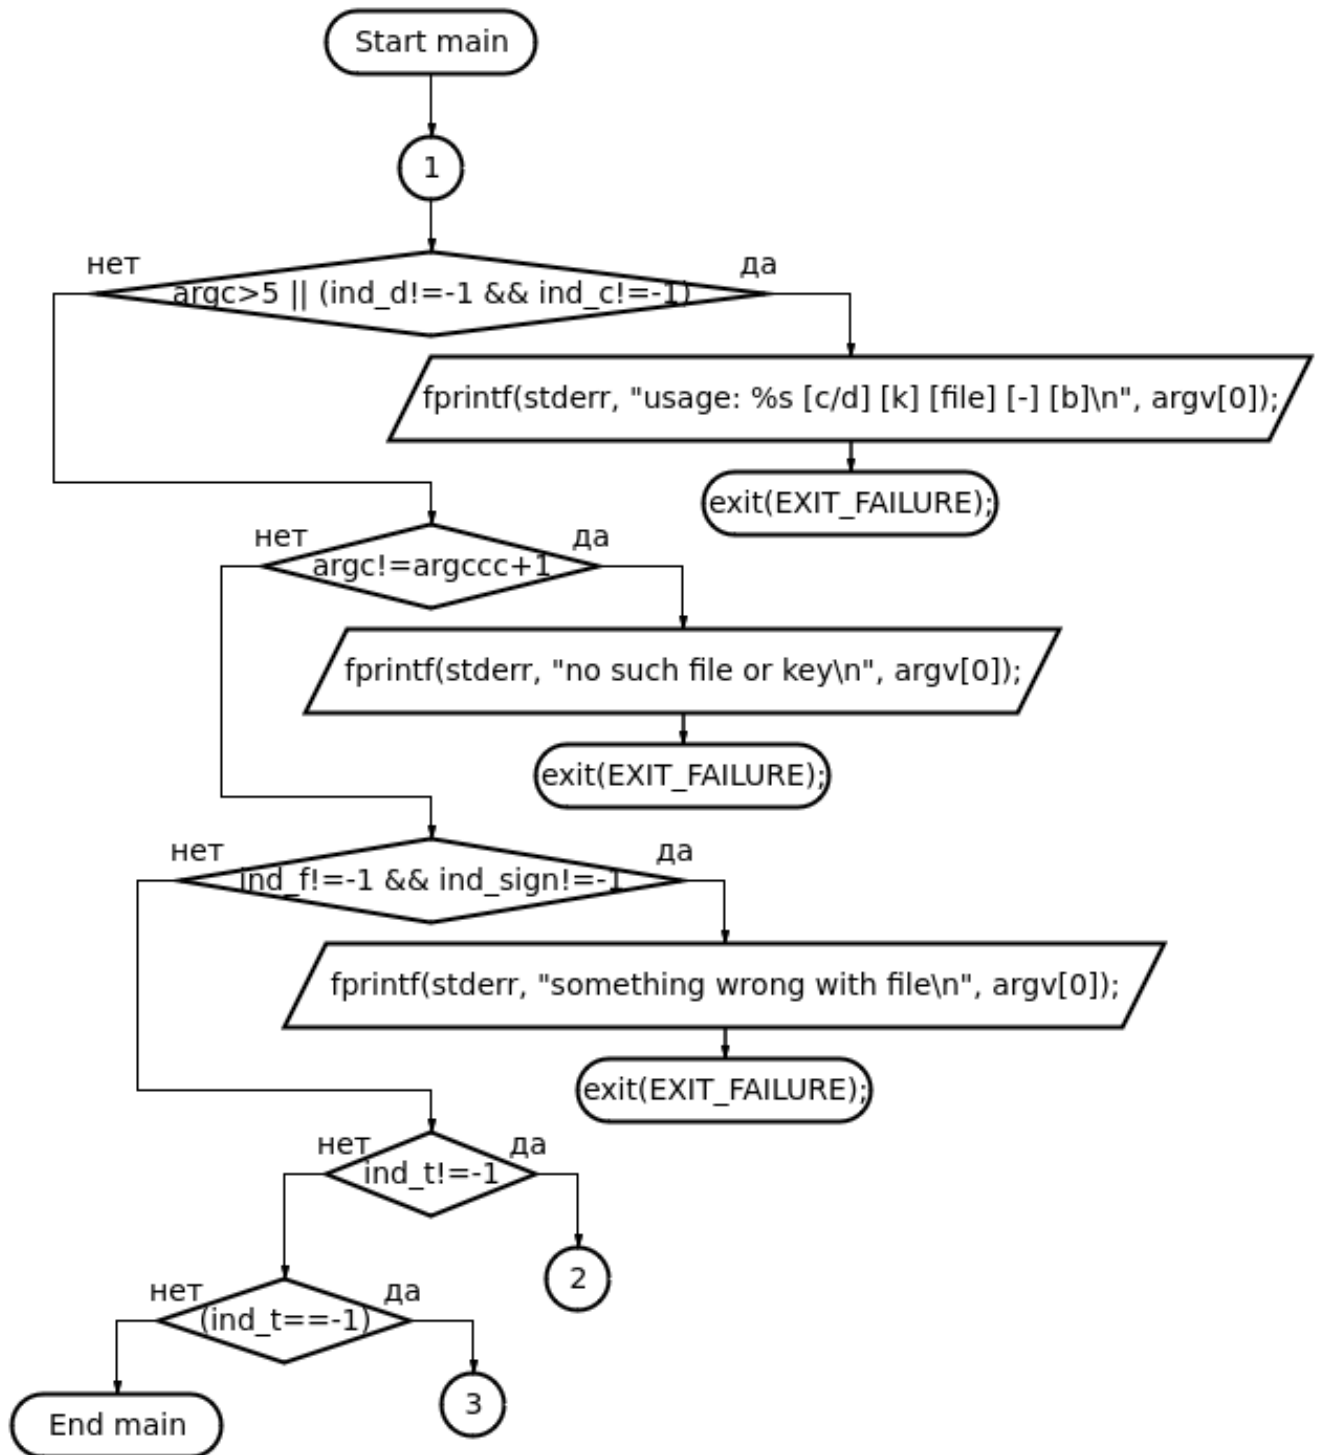 Start main
1
нет
да
argc>5 || (ind_d!=-1 && ind_c!=-1)
fprintf(stderr, "usage: %s [c/d] [k] [file] [-] [b]\n", argv[0]);
exit(EXIT_FAILURE);
нет
да
argc!=argccc+1
fprintf(stderr, "no such file or key\n", argv[0]);
exit(EXIT_FAILURE);
нет
да
ind_f!=-1 && ind_sign!=-1
fprintf(stderr, "something wrong with file\n", argv[0]);
exit(EXIT_FAILURE);
нет
да
ind_t!=-1
2
нет
да
(ind_t==-1)
3
End main